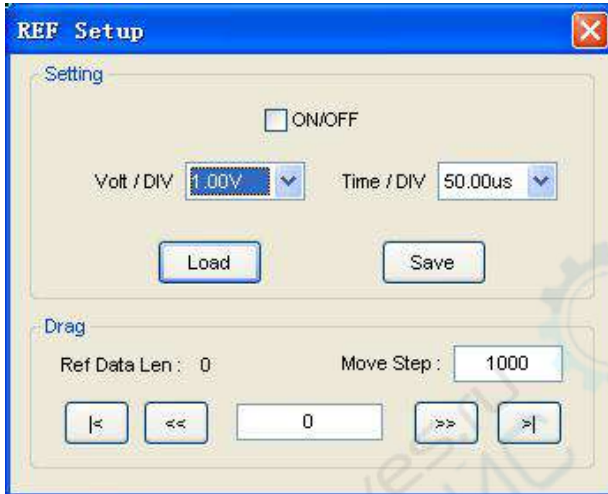 REF Setup
Setting
ON/OFF
Volt / DIV 1.00V Time / DIV 50.00us
Load Save
Drag
Ref Data Len : 0 Move Step : 1000
|< << 0 >> >|